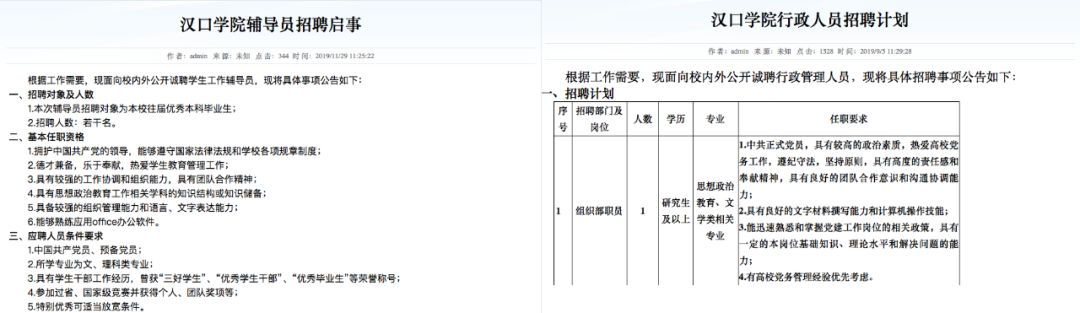 汉口学院辅导员招聘启事
作者：admin 来源：未知 点击：344 时间：2019/11/29 11:25:22
根据工作需要，现面向校内外公开诚聘学生工作辅导员，现将具体事项公告如下：
一、招聘对象及人数
1.本次辅导员招聘对象为本校往届优秀本科毕业生；
2.招聘人数：若干名。
二、基本任职资格
1.拥护中国共产党的领导，能够遵守国家法律法规和学校各项规章制度；
2.德才兼备，乐于奉献，热爱学生教育管理工作；
3.具有较强的工作协调和组织能力，具有团队合作精神；
4.具有思想政治教育工作相关学科的知识结构或知识储备；
5.具备较强的组织管理能力和语言、文字表达能力；
6.能够熟练应用office办公软件。
三、应聘人员条件要求
1.中国共产党员、预备党员；
2.所学专业为文、理科类专业；
3.具有学生干部工作经历，曾获“三好学生”、“优秀学生干部”、“优秀毕业生”等荣誉称号；
4.参加过省、国家级竞赛并获得个人、团队奖项等；
5.特别优秀可适当放宽条件。
汉口学院行政人员招聘计划
作者：admin 来源：未知 点击：1528 时间：2019/9/5 11:29:28
根据工作需要，现面向校内外公开诚聘行政管理人员，现将具体招聘事项公告如下：
一、招聘计划
序号 招聘部门及岗位 人数 学历 专业 任职要求
1 组织部职员 1 研究生及以上 思想政治教育、文学类相关专业
1.中共正式党员，具有较高的政治素质，热爱高校
党务工作，遵纪守法，坚持原则，具有高度的责任感和
奉献精神，具有良好的团队合作意识和沟通协调能
力；
2.具有良好的文字材料撰写能力和计算机操作技能；
3.能迅速熟悉和掌握党建工作岗位的相关政策，具有
一定的本岗位基础知识、理论水平和解决问题的能
力；
4.有高校党务管理经验优先考虑。